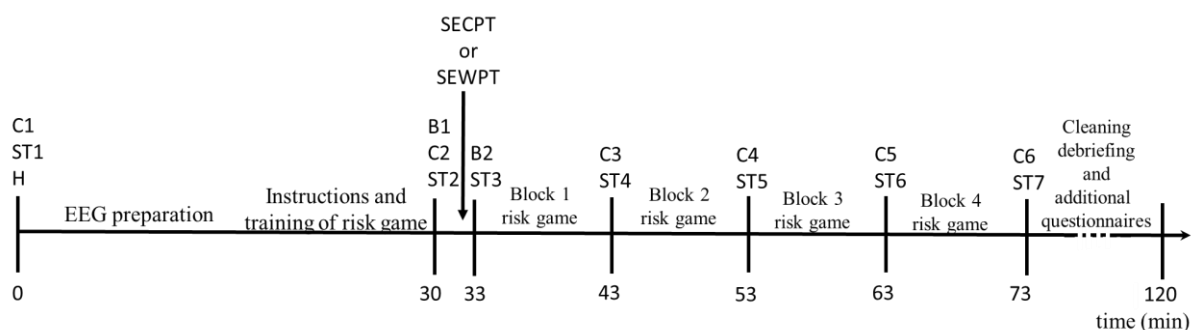 SECPT
or
SEWPT
C1
ST1
H
EEG preparation
Instructions and
training of risk game
B1
C2
ST2
B2
ST3
Block 1
risk game
C3
ST4
Block 2
risk game
C4
ST5
Block 3
risk game
C5
ST6
Block 4
risk game
C6
ST7
Cleaning
debriefing
and
additional
questionnaires
0
30
33
43
53
63
73
120
time (min)